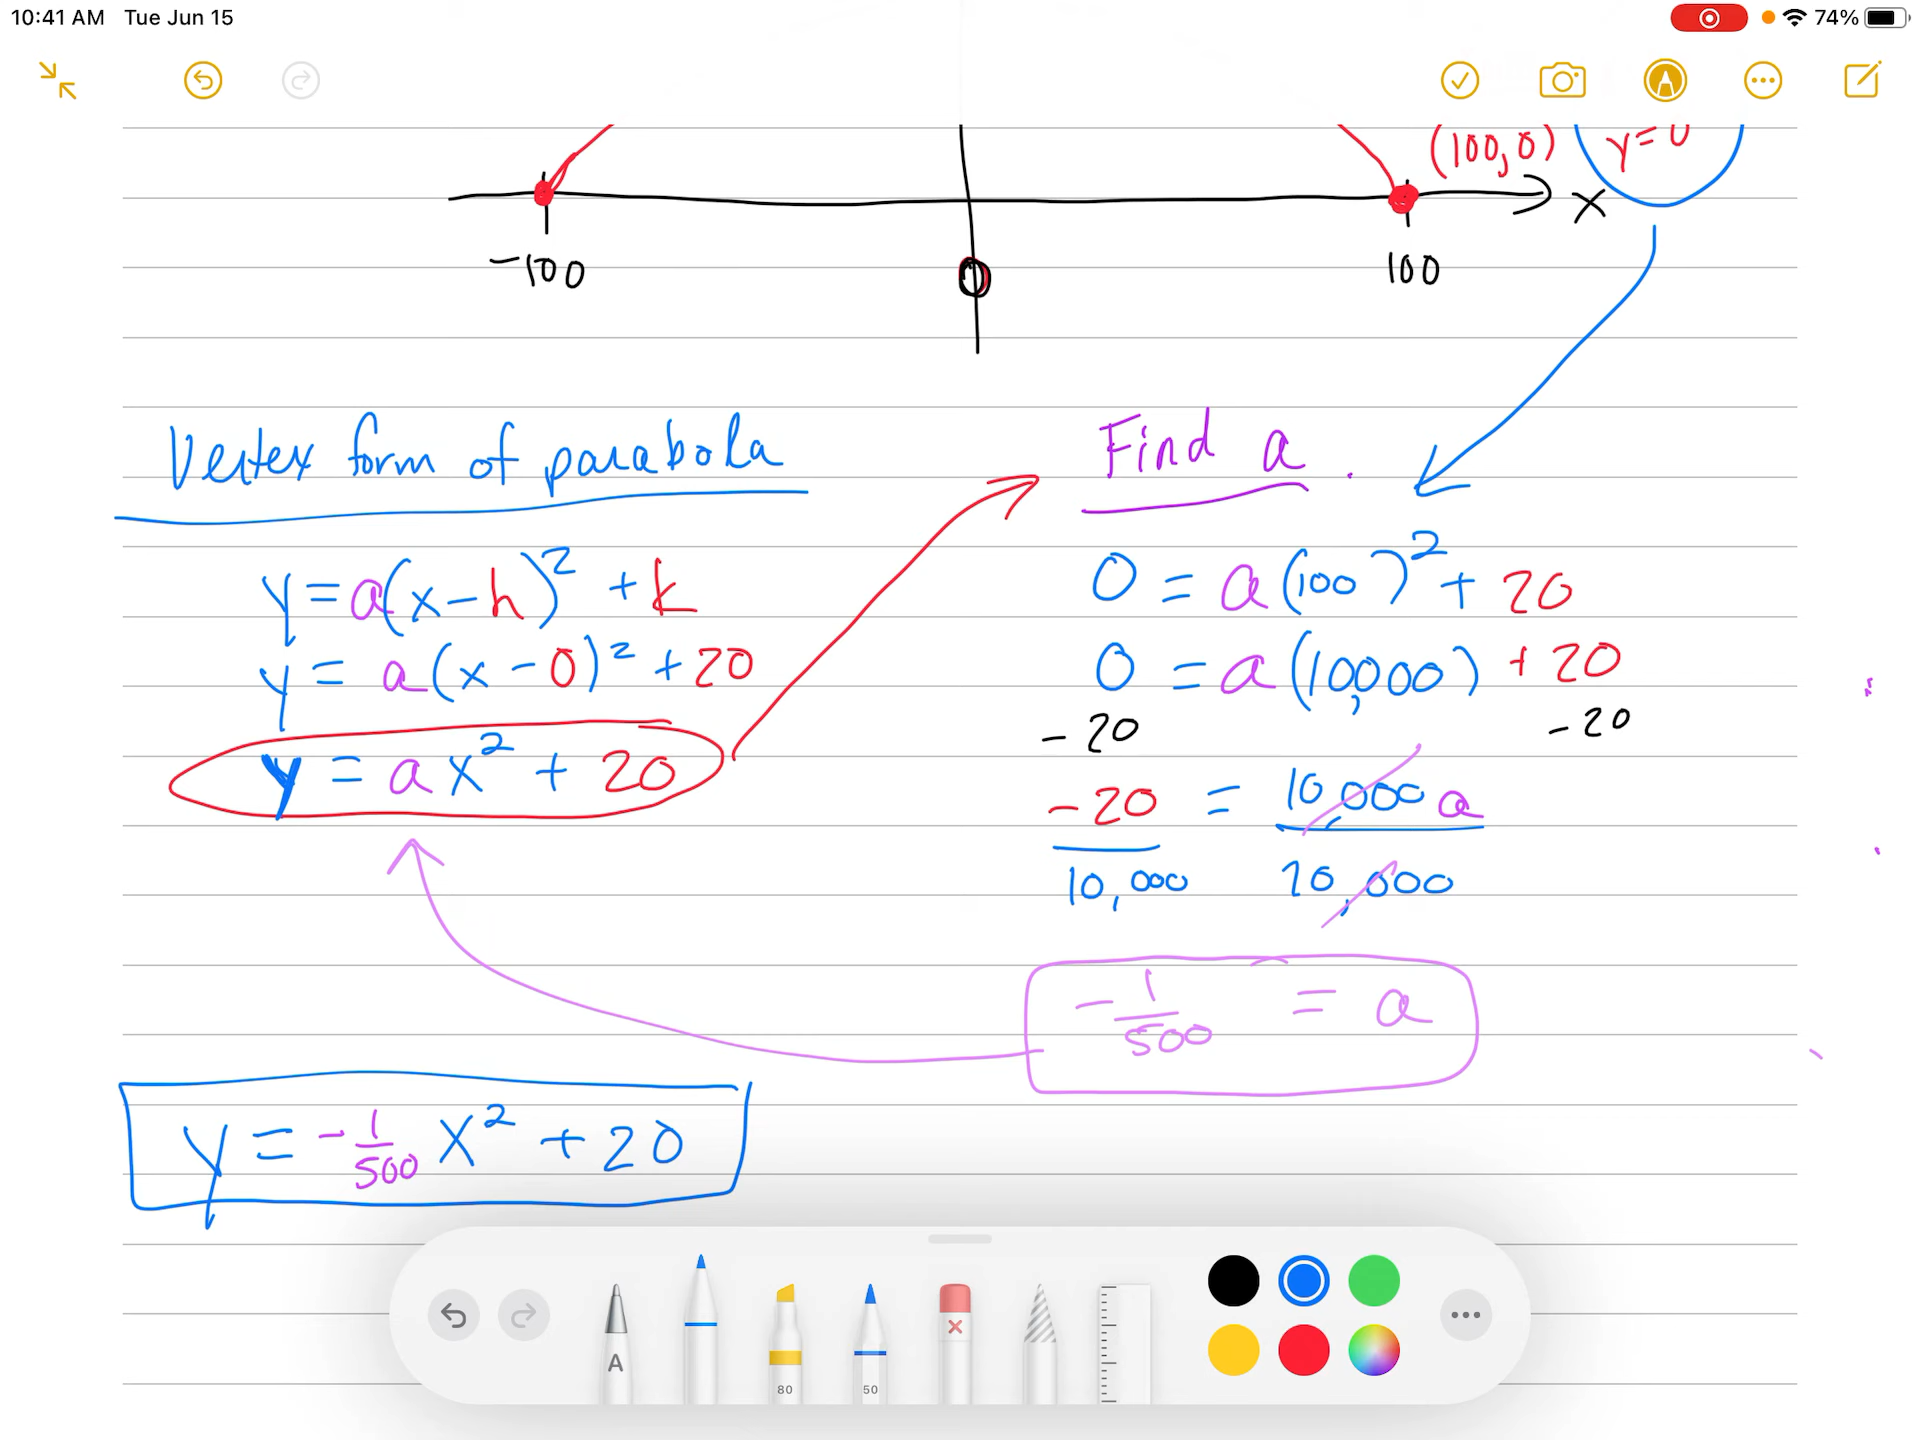 10:41 AM Tue Jun 15
74%
(100,0)
y=0
x
-100
0
100
Vertex form of parabola
y=a(x-h)² +k
y = a(x-0)² +20
y = ax² + 20
Find a.
0 = a(100)² + 20
0 = a(10,000) + 20
-20 -20
-20 = 10,000 a
10,000 10,000
-1/500 = a
y = -1/500 x² + 20
A
80
50